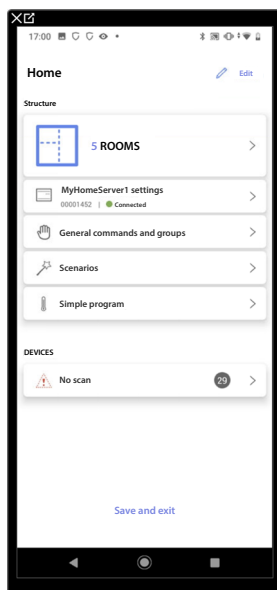 17:00
Home
Edit
Structure
5 ROOMS
MyHomeServer1 settings
00001452 | Connected
General commands and groups
Scenarios
Simple program
DEVICES
No scan
29
Save and exit